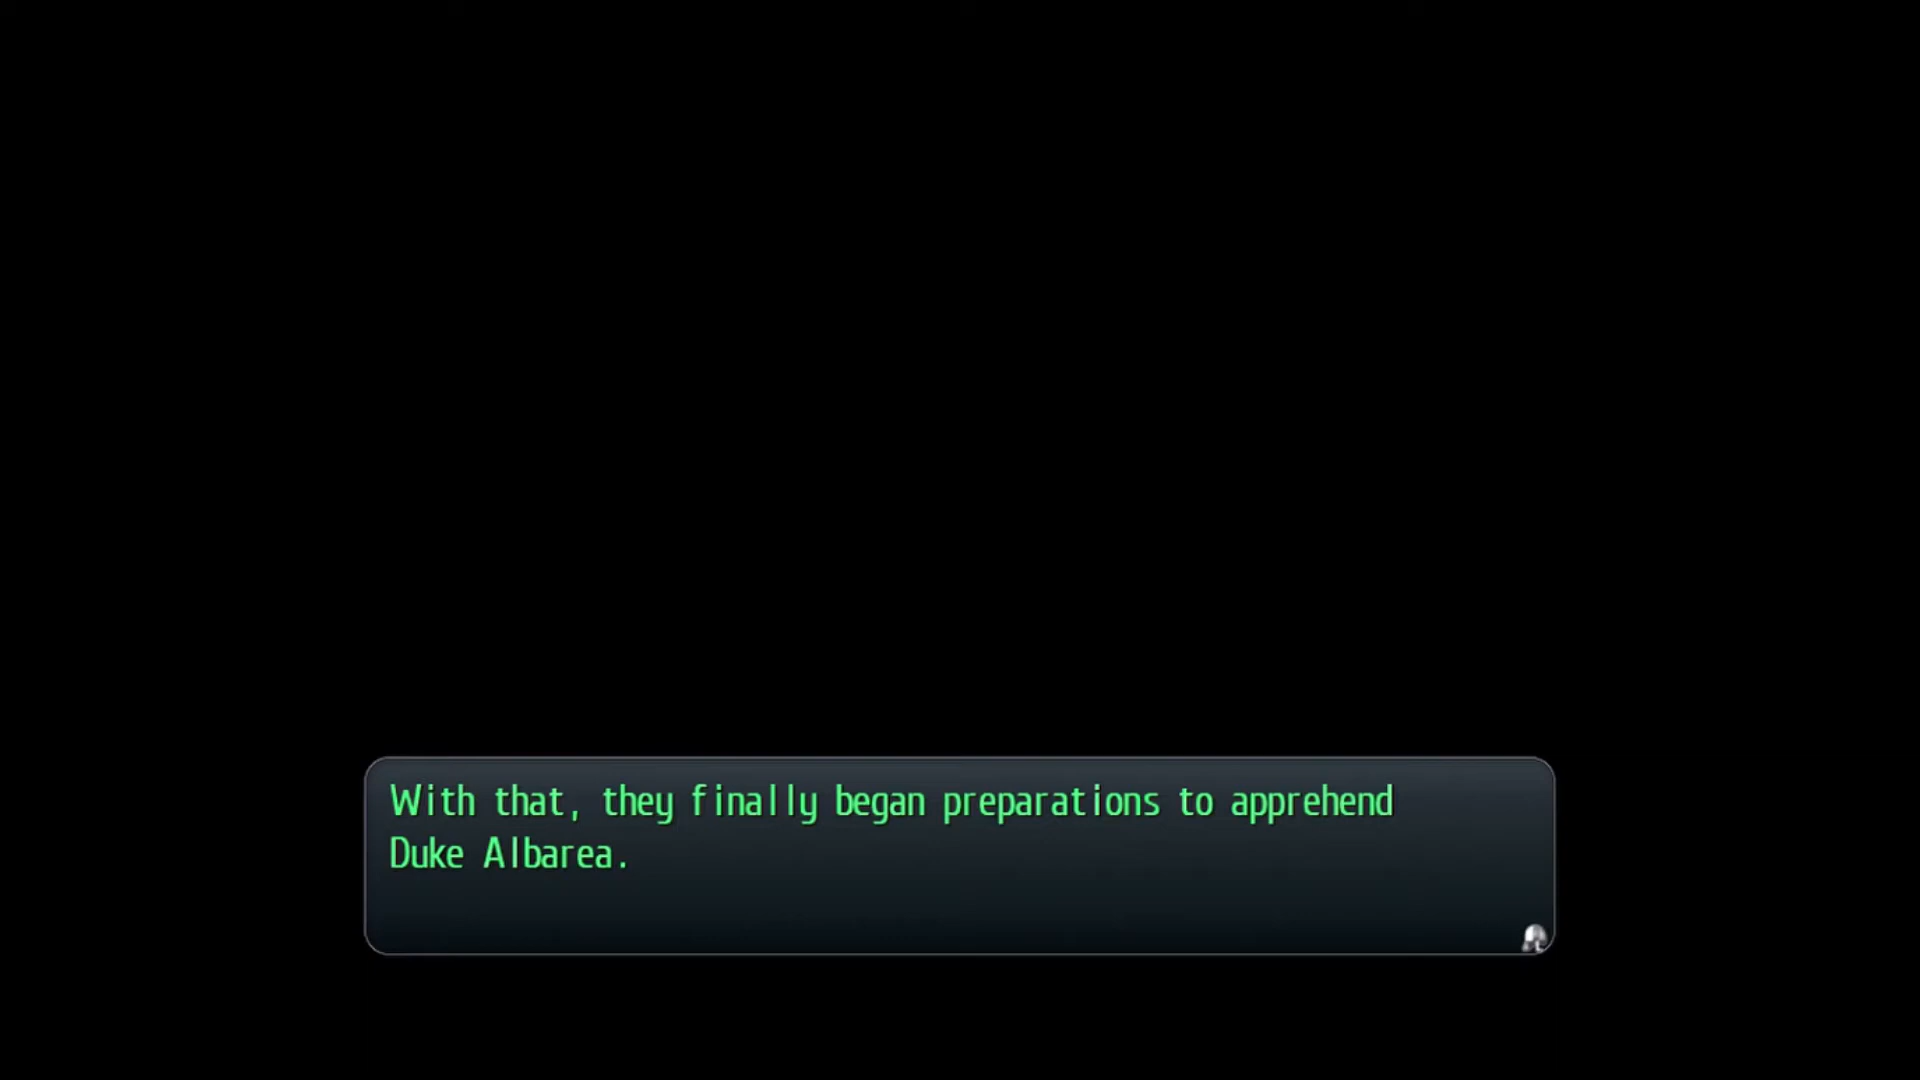 With that, they finally began preparations to apprehend
Duke Albarea.